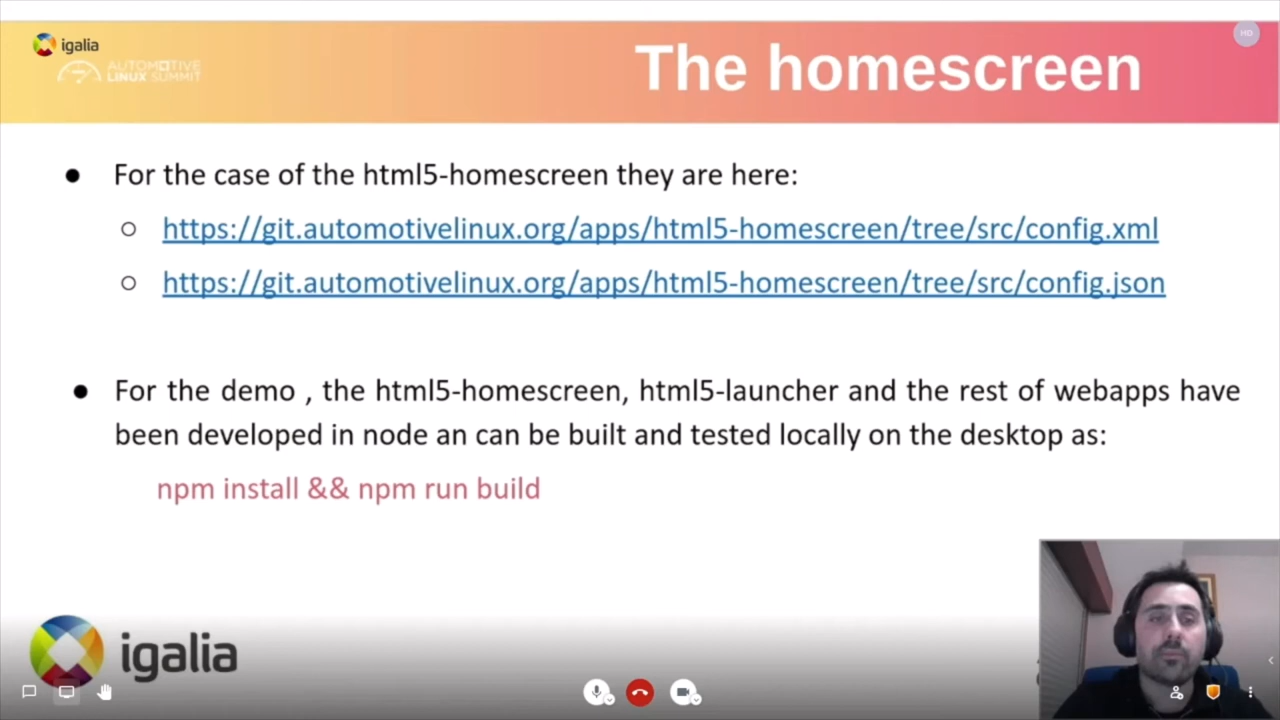 igalia
AUTOMOTIVE
LINUX SUMMIT
The homescreen
HD
For the case of the html5-homescreen they are here:
https://git.automotivelinux.org/apps/html5-homescreen/tree/src/config.xml
https://git.automotivelinux.org/apps/html5-homescreen/tree/src/config.json
For the demo , the html5-homescreen, html5-launcher and the rest of webapps have
been developed in node an can be built and tested locally on the desktop as:
npm install && npm run build
igalia